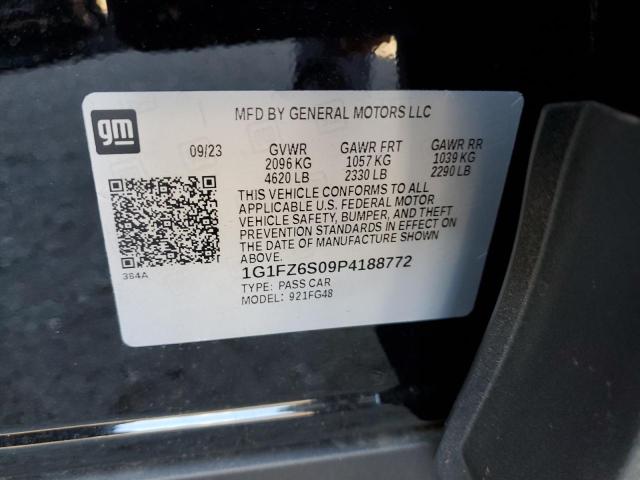 gm
MFD BY GENERAL MOTORS LLC
09/23 GVWR GAWR FRT GAWR RR
2096 KG 1057 KG 1039 KG
4620 LB 2330 LB 2290 LB
THIS VEHICLE CONFORMS TO ALL
APPLICABLE U.S. FEDERAL MOTOR
VEHICLE SAFETY, BUMPER, AND THEFT
PREVENTION STANDARDS IN EFFECT ON
THE DATE OF MANUFACTURE SHOWN
ABOVE.
384A
1G1FZ6S09P4188772
TYPE: PASS CAR
MODEL: 921FG48